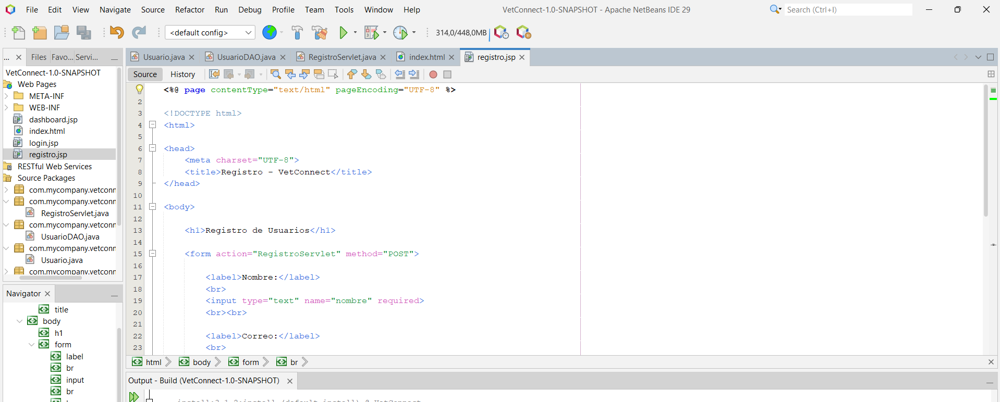 File Edit View Navigate Source Refactor Run Debug Profile Team Tools Window Help
VetConnect-1.0-SNAPSHOT - Apache NetBeans IDE 29
Search (Ctrl+I)
<default config>
314,0/448,0MB
... Files Favo... Servi...
VetConnect-1.0-SNAPSHOT
Web Pages
META-INF
WEB-INF
dashboard.jsp
index.html
login.jsp
registro.jsp
RESTful Web Services
Source Packages
com.mycompany.vetconn
com.mycompany.vetconn
RegistroServlet.java
com.mycompany.vetconn
UsuarioDAO.java
com.mycompany.vetconn
Usuario.java
com.mycompany.vetconn
Navigator
title
body
h1
form
label
br
input
br
Usuario.java UsuarioDAO.java RegistroServlet.java index.html registro.jsp
Source History
<%@ page contentType="text/html" pageEncoding="UTF-8" %>
2
3 <!DOCTYPE html>
4 <html>
5
6 <head>
7 <meta charset="UTF-8">
8 <title>Registro - VetConnect</title>
9 </head>
10
11 <body>
12
13 <h1>Registro de Usuarios</h1>
14
15 <form action="RegistroServlet" method="POST">
16
17 <label>Nombre:</label>
18 <br>
19 <input type="text" name="nombre" required>
20 <br><br>
21
22 <label>Correo:</label>
23 <br>
html body form br
Output - Build (VetConnect-1.0-SNAPSHOT)